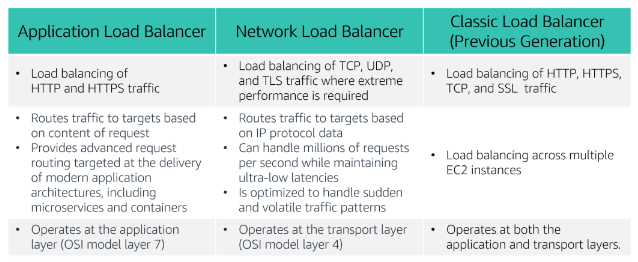 Application Load Balancer
Network Load Balancer
Classic Load Balancer
(Previous Generation)
• Load balancing of
HTTP and HTTPS traffic
• Load balancing of TCP, UDP,
and TLS traffic where extreme
performance is required
• Load balancing of HTTP, HTTPS,
TCP, and SSL traffic
• Routes traffic to targets based
on content of request
• Provides advanced request
routing targeted at the delivery
of modern application
architectures, including
microservices and containers
• Routes traffic to targets based
on IP protocol data
• Can handle millions of requests
per second while maintaining
ultra-low latencies
• Is optimized to handle sudden
and volatile traffic patterns
• Load balancing across multiple
EC2 instances
• Operates at the application
layer (OSI model layer 7)
• Operates at the transport layer
(OSI model layer 4)
• Operates at both the
application and transport layers.